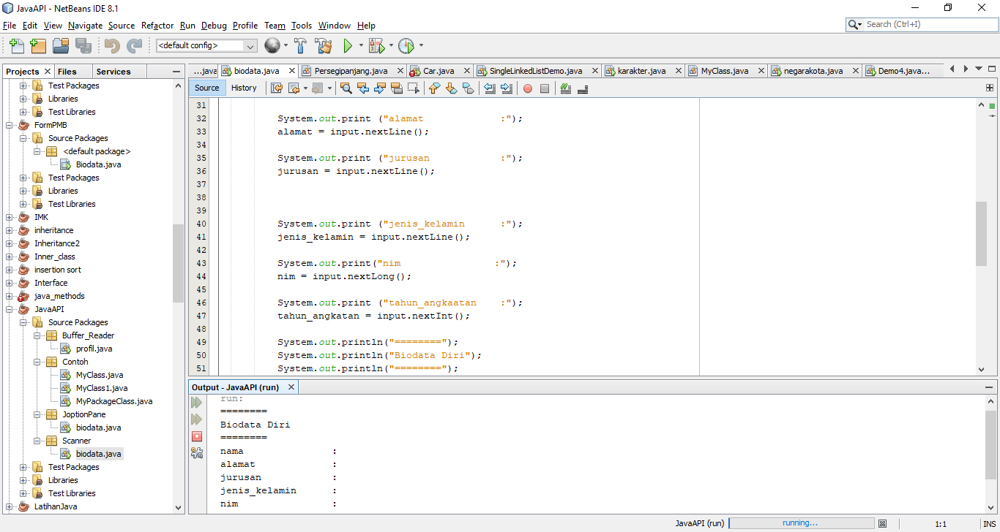 JavaAPI - NetBeans IDE 8.1
File Edit View Navigate Source Refactor Run Debug Profile Team Tools Window Help
Search (Ctrl+I)
<default config>
Projects Files Services
Test Packages
Libraries
Test Libraries
FormPMB
Source Packages
<default package>
Biodata.java
Test Packages
Libraries
Test Libraries
IMK
inheritance
Inheritance2
Inner_class
insertion sort
Interface
java_methods
JavaAPI
Source Packages
Buffer_Reader
profil.java
Contoh
MyClass.java
MyClass1.java
MyPackageClass.java
JoptionPane
biodata.java
Scanner
biodata.java
Test Packages
Libraries
Test Libraries
LatihanJava
...java biodata.java Persegipanjang.java Car.java SingleLinkedListDemo.java karakter.java MyClass.java negarakota.java Demo4.java...
Source History
31
32 System.out.print ("alamat             :");
33 alamat = input.nextLine();
34
35 System.out.print ("jurusan            :");
36 jurusan = input.nextLine();
37
38
39
40 System.out.print ("jenis_kelamin      :");
41 jenis_kelamin = input.nextLine();
42
43 System.out.print("nim                :");
44 nim = input.nextLong();
45
46 System.out.print ("tahun_angkaatan    :");
47 tahun_angkatan = input.nextInt();
48
49 System.out.println("========");
50 System.out.println("Biodata Diri");
51 System.out.println("========");
Output - JavaAPI (run)
run:
========
Biodata Diri
========
nama :
alamat :
jurusan :
jenis_kelamin :
nim :
JavaAPI (run) running... 1:1 INS